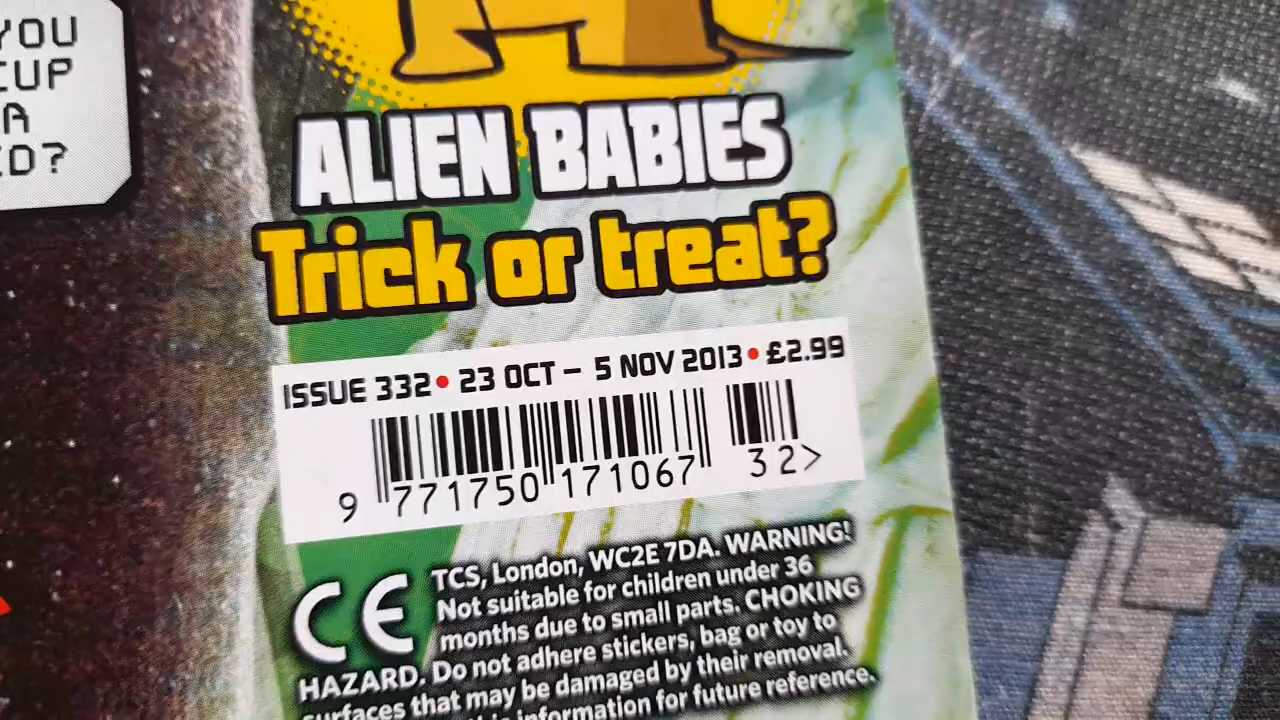 YOU
CUP
A
ALIEN BABIES
Trick or treat?
ISSUE 332 • 23 OCT – 5 NOV 2013 • £2.99
9 771750 171067 32>
CE
TCS, London, WC2E 7DA. WARNING!
Not suitable for children under 36
months due to small parts. CHOKING
HAZARD. Do not adhere stickers, bag or toy to
surfaces that may be damaged by their removal.
information for future reference.